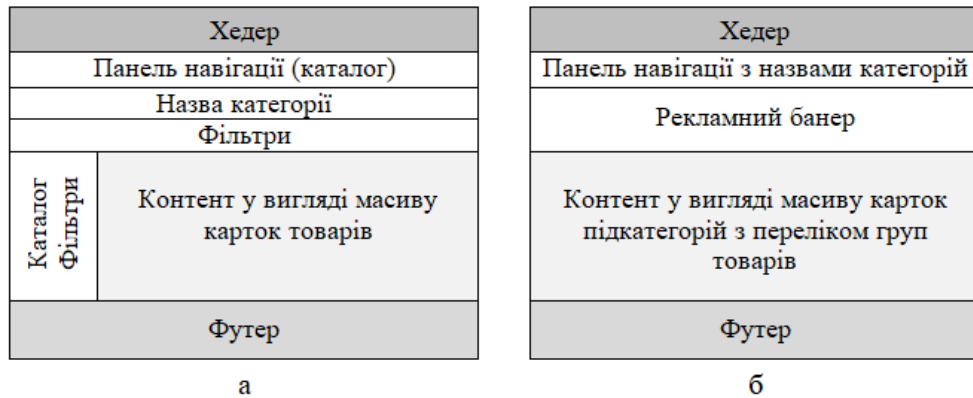 Хедер
Панель навігації (каталог)
Назва категорії
Фільтри
Каталог
Фільтри
Контент у вигляді масиву
карток товарів
Футер
а
Хедер
Панель навігації з назвами категорій
Рекламний банер
Контент у вигляді масиву карток
підкатегорій з переліком груп
товарів
Футер
б